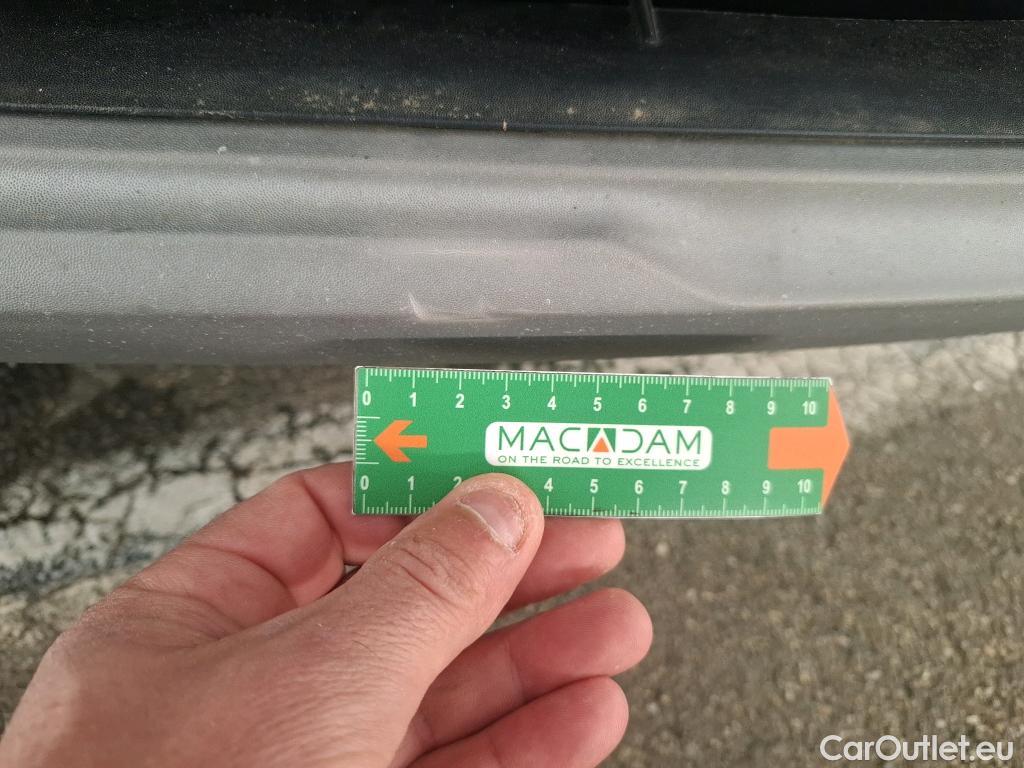 0 1 2 3 4 5 6 7 8 9 10
MACADAM
ON THE ROAD TO EXCELLENCE
0 1 2 4 5 6 7 8 9 10
CarOutlet.eu